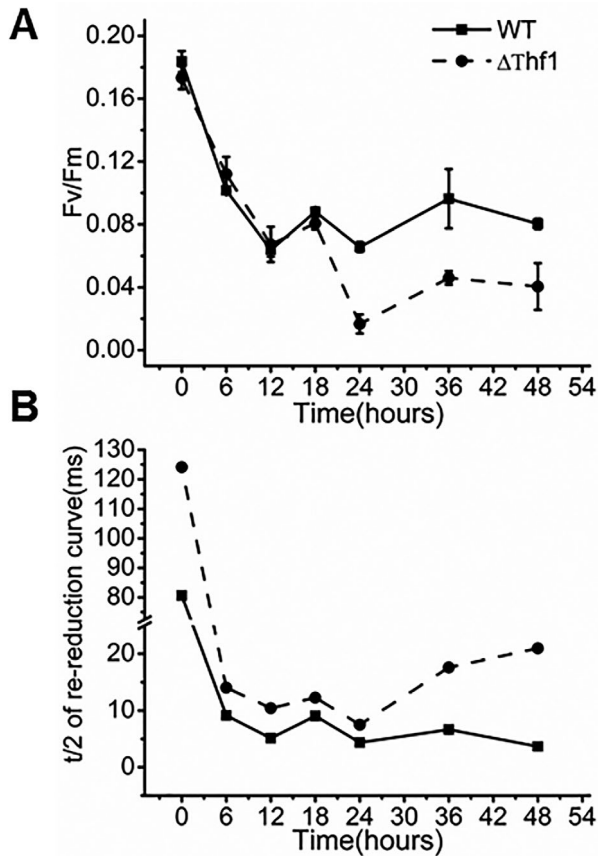 A
WT
ΔThf1
Fv/Fm
0.20
0.16
0.12
0.08
0.04
0.00
0 6 12 18 24 30 36 42 48 54
Time(hours)
B
t/2 of re-reduction curve(ms)
130
120
110
100
90
80
20
10
0
0 6 12 18 24 30 36 42 48 54
Time(hours)